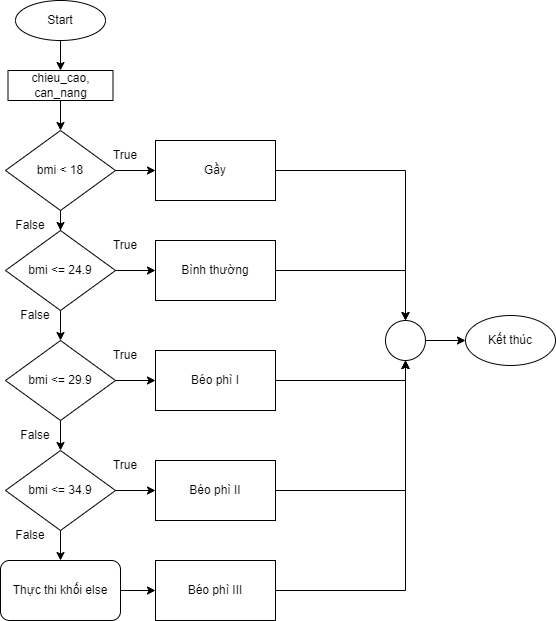 Start
chieu_cao,
can_nang
bmi < 18
True
Gầy
False
bmi <= 24.9
True
Bình thường
False
Kết thúc
bmi <= 29.9
True
Béo phì I
False
bmi <= 34.9
True
Béo phì II
False
Thực thi khối else
Béo phì III